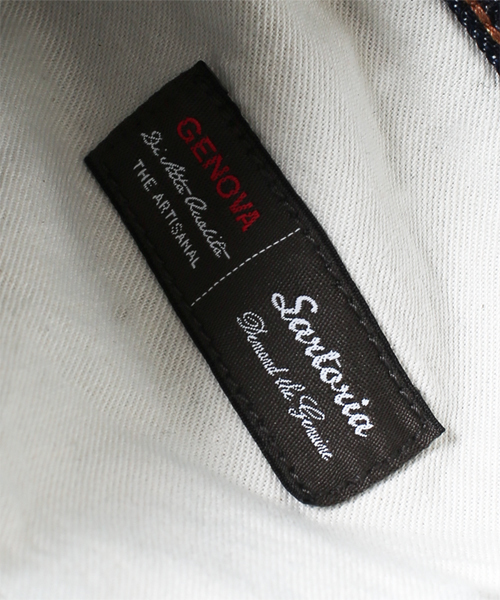 GENOVA
Di Alta Qualità
THE ARTISANAL
Sartoria
Demand the Genuine